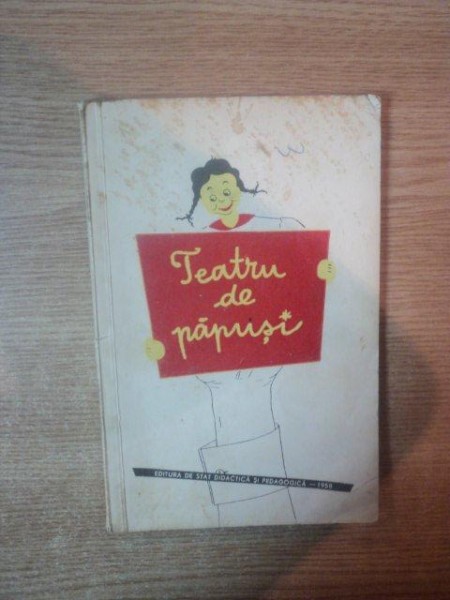 Teatru
de
păpuși
EDITURA DE STAT DIDACTICĂ ȘI PEDAGOGICĂ — 1958